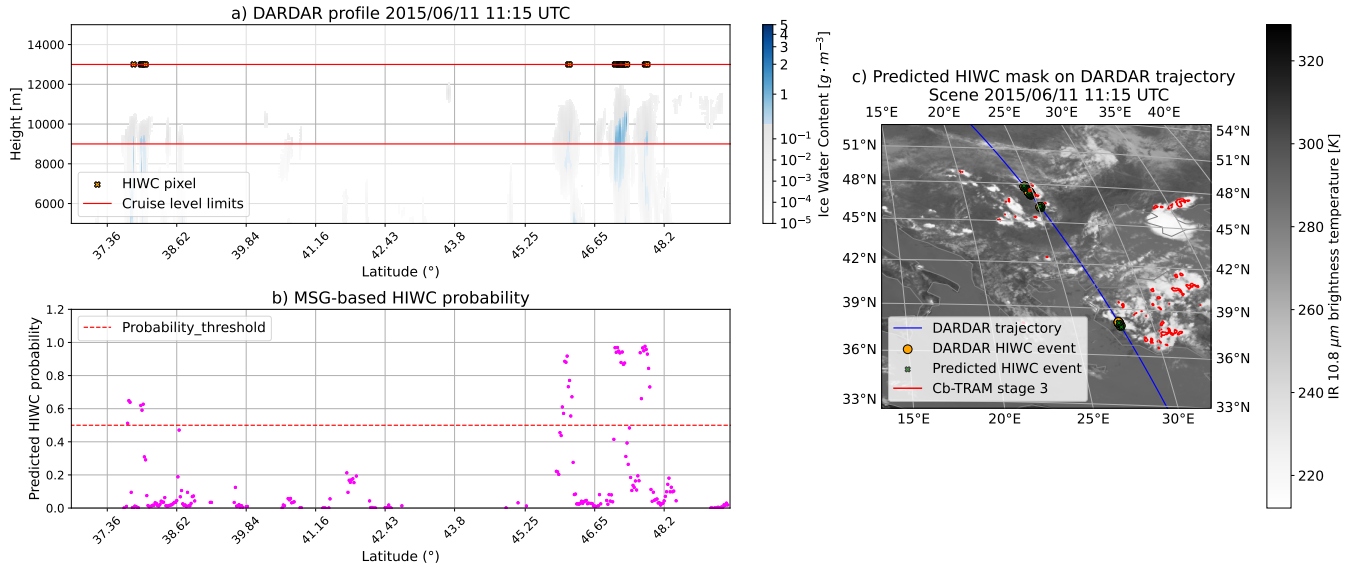 a) DARDAR profile 2015/06/11 11:15 UTC
14000
12000
10000
8000
6000
Height [m]
HIWC pixel
Cruise level limits
37.36
38.62
39.84
41.16
42.43
43.8
45.25
46.65
48.2
Latitude (°)
5
4
3
2
1
10⁻¹
10⁻²
10⁻³
10⁻⁴
10⁻⁵
Ice Water Content [g · m⁻³]
b) MSG-based HIWC probability
1.2
1.0
0.8
0.6
0.4
0.2
0.0
Predicted HIWC probability
Probability_threshold
37.36
38.62
39.84
41.16
42.43
43.8
45.25
46.65
48.2
Latitude (°)
c) Predicted HIWC mask on DARDAR trajectory
Scene 2015/06/11 11:15 UTC
15°E 20°E 25°E 30°E 35°E 40°E
51°N
48°N
45°N
42°N
39°N
36°N
33°N
54°N
51°N
48°N
45°N
42°N
39°N
36°N
33°N
DARDAR trajectory
DARDAR HIWC event
Predicted HIWC event
Cb-TRAM stage 3
15°E 20°E 25°E 30°E
320
300
280
260
240
220
IR 10.8 μm brightness temperature [K]